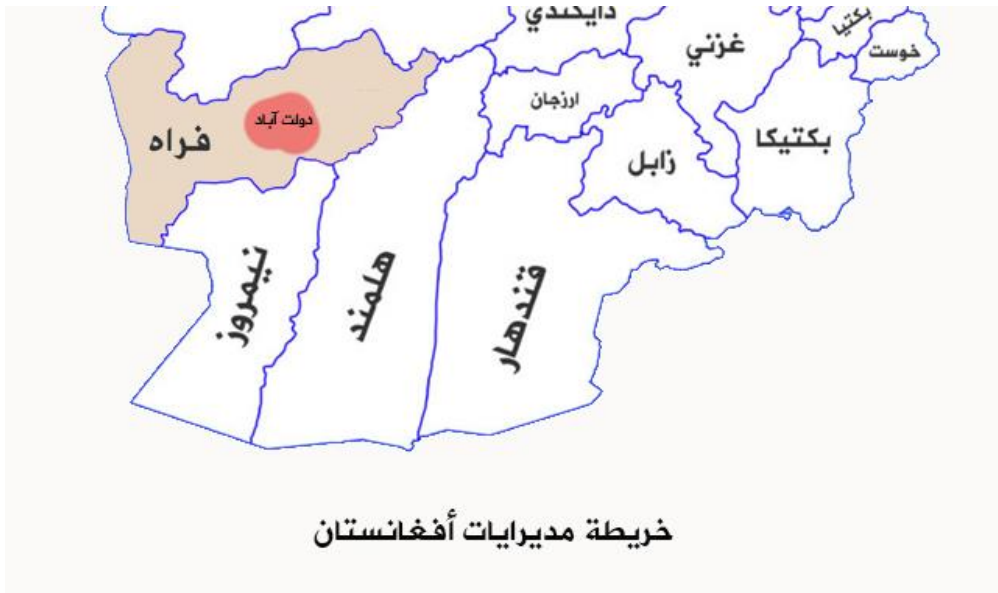 دايكندي
بكتيا
غزني
خوست
ارزجان
دولت آباد
فراه
بكتيكا
زابل
نيمروز
هلمند
قندهار
خريطة مديرايات أفغانستان